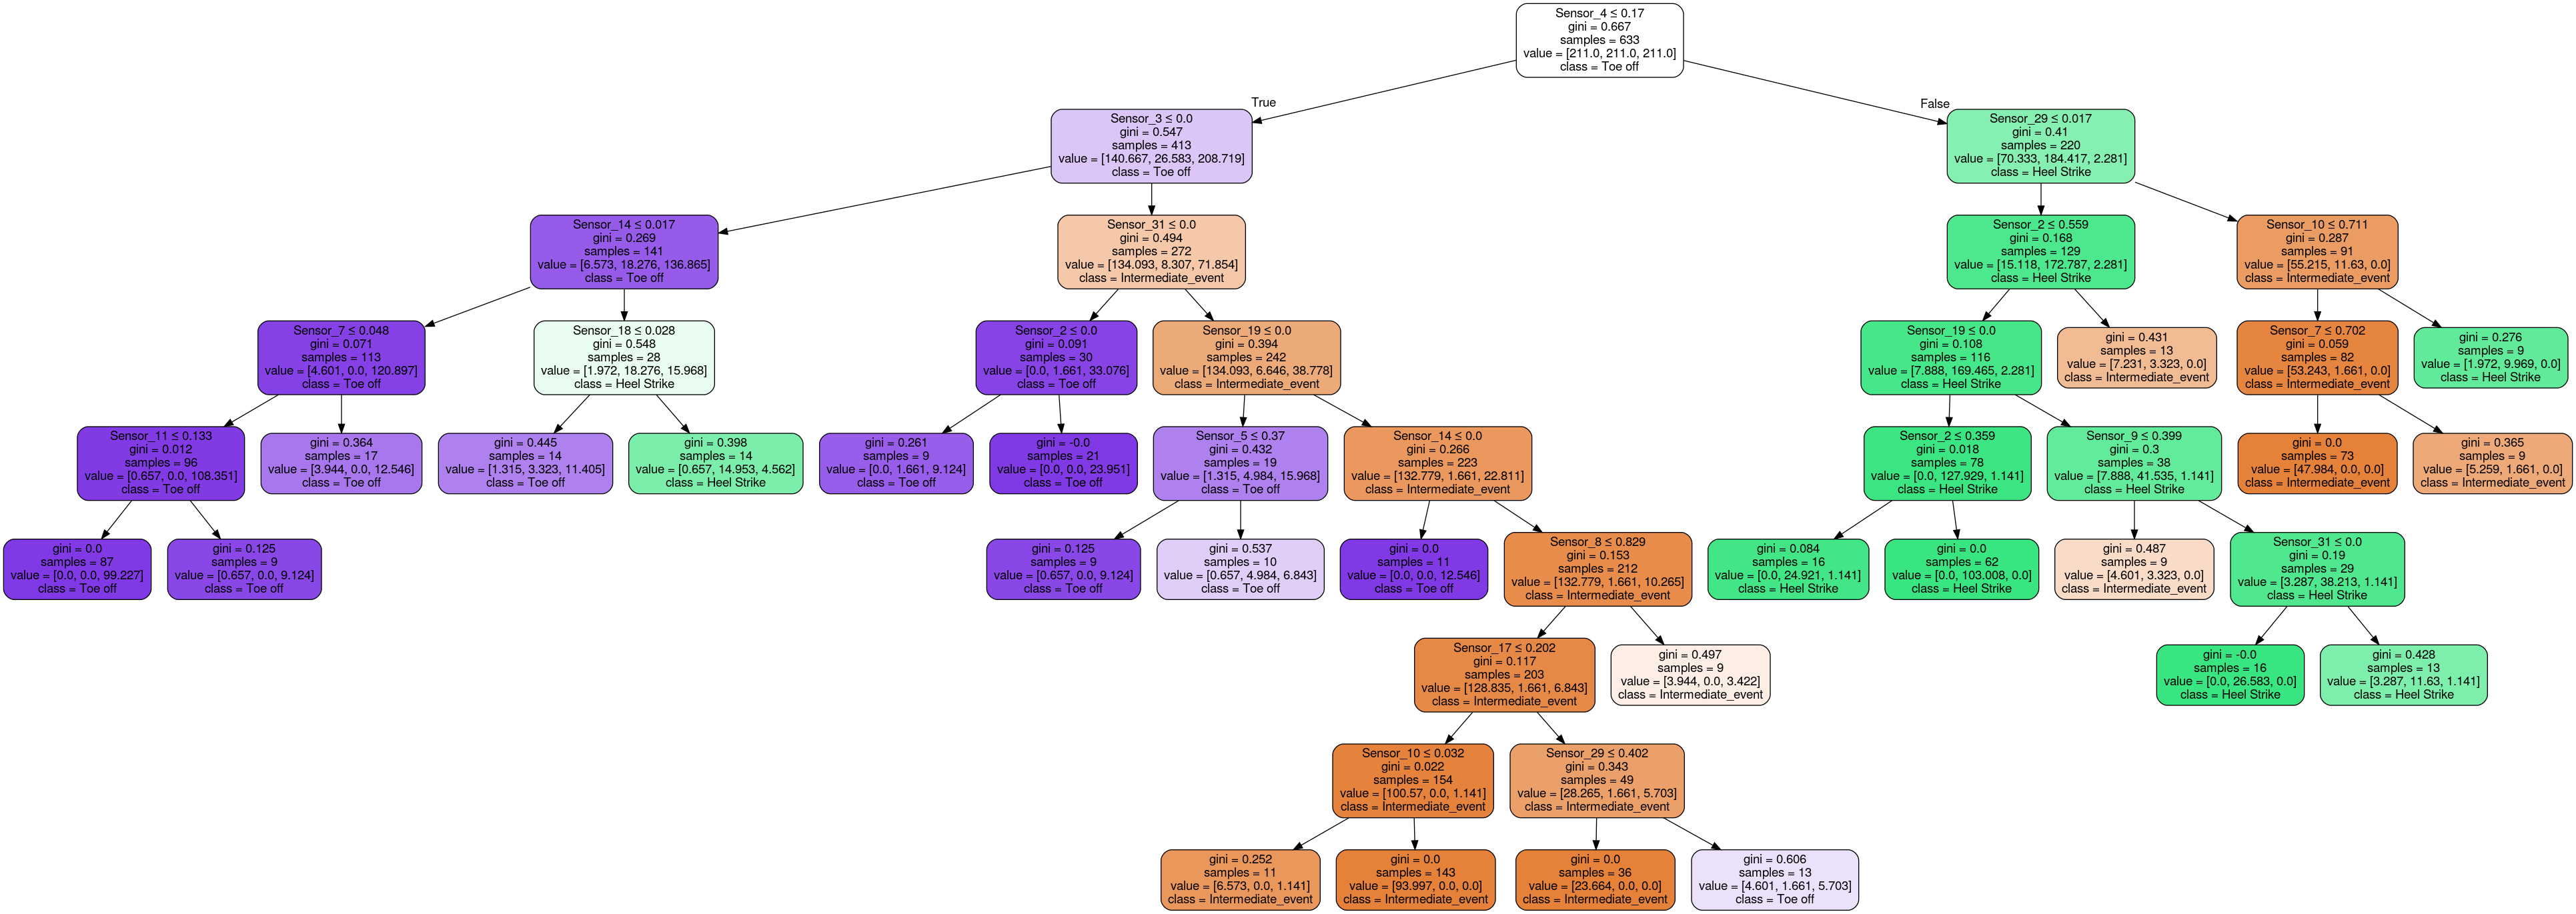 Sensor_4 ≤ 0.17
gini = 0.667
samples = 633
value = [211.0, 211.0, 211.0]
class = Toe off
True
False
Sensor_3 ≤ 0.0
gini = 0.547
samples = 413
value = [140.667, 26.583, 208.719]
class = Toe off
Sensor_29 ≤ 0.017
gini = 0.41
samples = 220
value = [70.333, 184.417, 2.281]
class = Heel Strike
Sensor_14 ≤ 0.017
gini = 0.269
samples = 141
value = [6.573, 18.276, 136.865]
class = Toe off
Sensor_31 ≤ 0.0
gini = 0.494
samples = 272
value = [134.093, 8.307, 71.854]
class = Intermediate_event
Sensor_2 ≤ 0.559
gini = 0.168
samples = 129
value = [15.118, 172.787, 2.281]
class = Heel Strike
Sensor_10 ≤ 0.711
gini = 0.287
samples = 91
value = [55.215, 11.63, 0.0]
class = Intermediate_event
Sensor_7 ≤ 0.048
gini = 0.071
samples = 113
value = [4.601, 0.0, 120.897]
class = Toe off
Sensor_18 ≤ 0.028
gini = 0.548
samples = 28
value = [1.972, 18.276, 15.968]
class = Heel Strike
Sensor_2 ≤ 0.0
gini = 0.091
samples = 30
value = [0.0, 1.661, 33.076]
class = Toe off
Sensor_19 ≤ 0.0
gini = 0.394
samples = 242
value = [134.093, 6.646, 38.778]
class = Intermediate_event
Sensor_19 ≤ 0.0
gini = 0.108
samples = 116
value = [7.888, 169.465, 2.281]
class = Heel Strike
gini = 0.431
samples = 13
value = [7.231, 3.323, 0.0]
class = Intermediate_event
Sensor_7 ≤ 0.702
gini = 0.059
samples = 82
value = [53.243, 1.661, 0.0]
class = Intermediate_event
gini = 0.276
samples = 9
value = [1.972, 9.969, 0.0]
class = Heel Strike
Sensor_11 ≤ 0.133
gini = 0.012
samples = 96
value = [0.657, 0.0, 108.351]
class = Toe off
gini = 0.364
samples = 17
value = [3.944, 0.0, 12.546]
class = Toe off
gini = 0.445
samples = 14
value = [1.315, 3.323, 11.405]
class = Toe off
gini = 0.398
samples = 14
value = [0.657, 14.953, 4.562]
class = Heel Strike
gini = 0.261
samples = 9
value = [0.0, 1.661, 9.124]
class = Toe off
gini = -0.0
samples = 21
value = [0.0, 0.0, 23.951]
class = Toe off
Sensor_5 ≤ 0.37
gini = 0.432
samples = 19
value = [1.315, 4.984, 15.968]
class = Toe off
Sensor_14 ≤ 0.0
gini = 0.266
samples = 223
value = [132.779, 1.661, 22.811]
class = Intermediate_event
Sensor_2 ≤ 0.359
gini = 0.018
samples = 78
value = [0.0, 127.929, 1.141]
class = Heel Strike
Sensor_9 ≤ 0.399
gini = 0.3
samples = 38
value = [7.888, 41.535, 1.141]
class = Heel Strike
gini = 0.0
samples = 73
value = [47.984, 0.0, 0.0]
class = Intermediate_event
gini = 0.365
samples = 9
value = [5.259, 1.661, 0.0]
class = Intermediate_event
gini = 0.0
samples = 87
value = [0.0, 0.0, 99.227]
class = Toe off
gini = 0.125
samples = 9
value = [0.657, 0.0, 9.124]
class = Toe off
gini = 0.125
samples = 9
value = [0.657, 0.0, 9.124]
class = Toe off
gini = 0.537
samples = 10
value = [0.657, 4.984, 6.843]
class = Toe off
gini = 0.0
samples = 11
value = [0.0, 0.0, 12.546]
class = Toe off
Sensor_8 ≤ 0.829
gini = 0.153
samples = 212
value = [132.779, 1.661, 10.265]
class = Intermediate_event
gini = 0.084
samples = 16
value = [0.0, 24.921, 1.141]
class = Heel Strike
gini = 0.0
samples = 62
value = [0.0, 103.008, 0.0]
class = Heel Strike
gini = 0.487
samples = 9
value = [4.601, 3.323, 0.0]
class = Intermediate_event
Sensor_31 ≤ 0.0
gini = 0.19
samples = 29
value = [3.287, 38.213, 1.141]
class = Heel Strike
Sensor_17 ≤ 0.202
gini = 0.117
samples = 203
value = [128.835, 1.661, 6.843]
class = Intermediate_event
gini = 0.497
samples = 9
value = [3.944, 0.0, 3.422]
class = Intermediate_event
gini = -0.0
samples = 16
value = [0.0, 26.583, 0.0]
class = Heel Strike
gini = 0.428
samples = 13
value = [3.287, 11.63, 1.141]
class = Heel Strike
Sensor_10 ≤ 0.032
gini = 0.022
samples = 154
value = [100.57, 0.0, 1.141]
class = Intermediate_event
Sensor_29 ≤ 0.402
gini = 0.343
samples = 49
value = [28.265, 1.661, 5.703]
class = Intermediate_event
gini = 0.252
samples = 11
value = [6.573, 0.0, 1.141]
class = Intermediate_event
gini = 0.0
samples = 143
value = [93.997, 0.0, 0.0]
class = Intermediate_event
gini = 0.0
samples = 36
value = [23.664, 0.0, 0.0]
class = Intermediate_event
gini = 0.606
samples = 13
value = [4.601, 1.661, 5.703]
class = Toe off